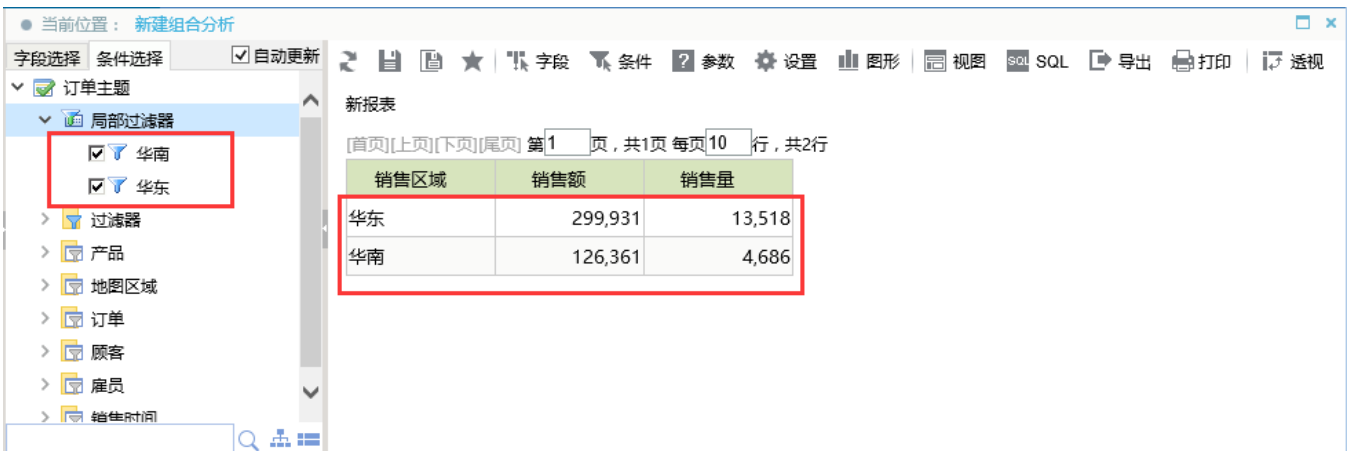 当前位置： 新建组合分析
字段选择 条件选择 自动更新
字段 条件 参数 设置 图形 视图 SQL SQL 导出 打印 透视
订单主题
局部过滤器
华南
华东
过滤器
产品
地图区域
订单
顾客
雇员
销售时间
新报表
[首页][上页][下页][尾页] 第1 页，共1页 每页10 行，共2行
销售区域 销售额 销售量
华东 299,931 13,518
华南 126,361 4,686